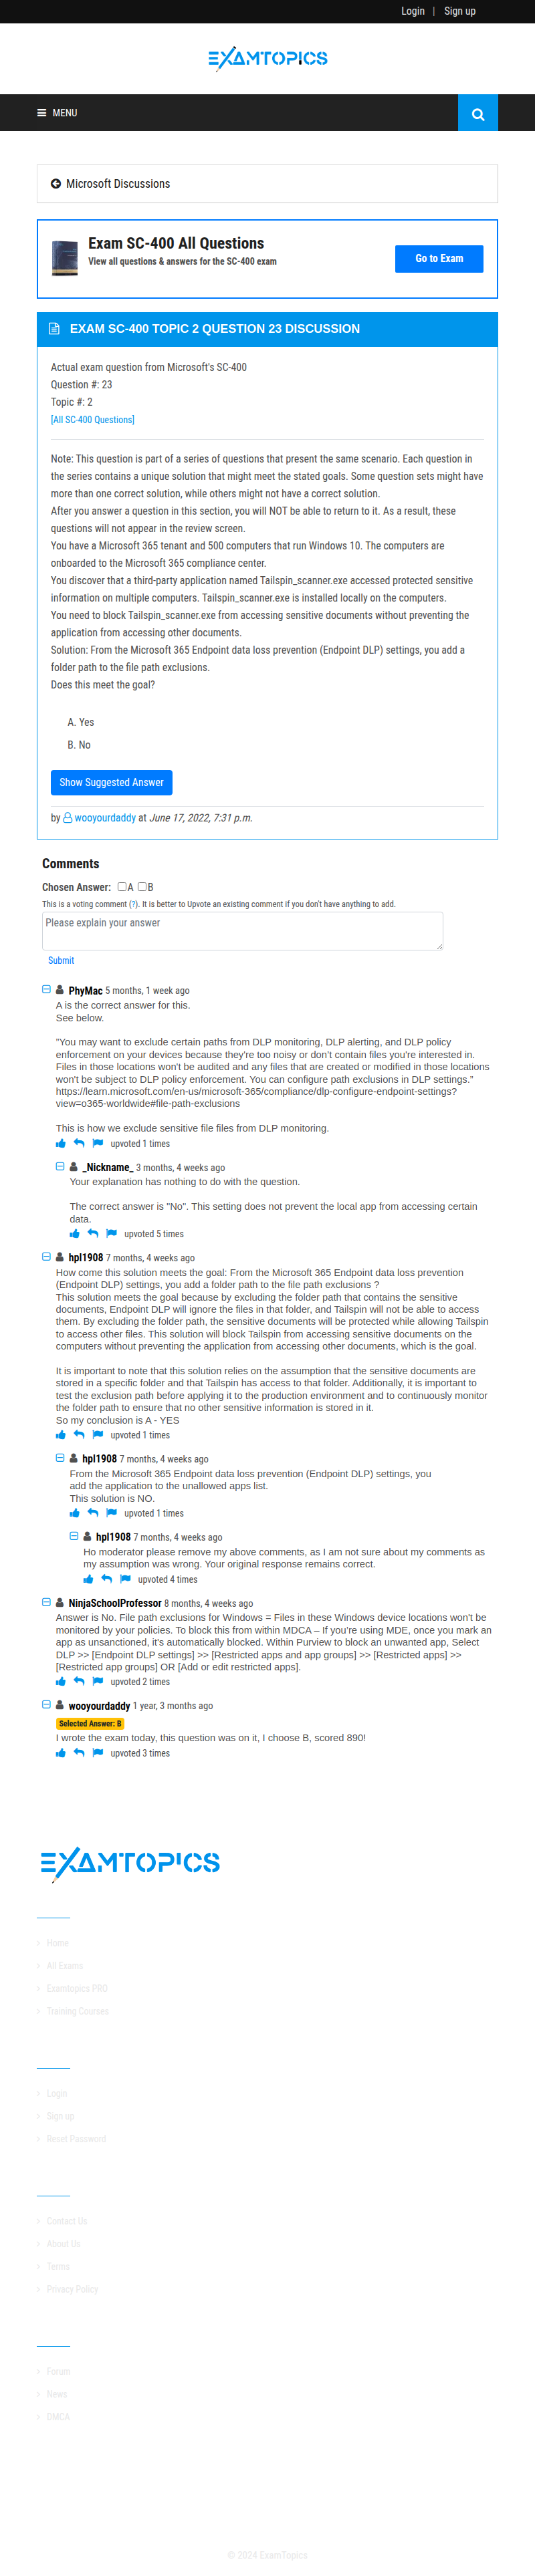 Login | Sign up
EXAMTOPICS
MENU
Microsoft Discussions
Exam SC-400 All Questions
View all questions & answers for the SC-400 exam
Go to Exam
EXAM SC-400 TOPIC 2 QUESTION 23 DISCUSSION
Actual exam question from Microsoft's SC-400
Question #: 23
Topic #: 2
[All SC-400 Questions]
Note: This question is part of a series of questions that present the same scenario. Each question in
the series contains a unique solution that might meet the stated goals. Some question sets might have
more than one correct solution, while others might not have a correct solution.
After you answer a question in this section, you will NOT be able to return to it. As a result, these
questions will not appear in the review screen.
You have a Microsoft 365 tenant and 500 computers that run Windows 10. The computers are
onboarded to the Microsoft 365 compliance center.
You discover that a third-party application named Tailspin_scanner.exe accessed protected sensitive
information on multiple computers. Tailspin_scanner.exe is installed locally on the computers.
You need to block Tailspin_scanner.exe from accessing sensitive documents without preventing the
application from accessing other documents.
Solution: From the Microsoft 365 Endpoint data loss prevention (Endpoint DLP) settings, you add a
folder path to the file path exclusions.
Does this meet the goal?
A. Yes
B. No
Show Suggested Answer
by wooyourdaddy at June 17, 2022, 7:31 p.m.
Comments
Chosen Answer: A B
This is a voting comment (?). It is better to Upvote an existing comment if you don't have anything to add.
Please explain your answer
Submit
PhyMac 5 months, 1 week ago
A is the correct answer for this.
See below.
"You may want to exclude certain paths from DLP monitoring, DLP alerting, and DLP policy
enforcement on your devices because they're too noisy or don’t contain files you're interested in.
Files in those locations won't be audited and any files that are created or modified in those locations
won't be subject to DLP policy enforcement. You can configure path exclusions in DLP settings.”
https://learn.microsoft.com/en-us/microsoft-365/compliance/dlp-configure-endpoint-settings?
view=o365-worldwide#file-path-exclusions
This is how we exclude sensitive file files from DLP monitoring.
upvoted 1 times
_Nickname_ 3 months, 4 weeks ago
Your explanation has nothing to do with the question.
The correct answer is "No". This setting does not prevent the local app from accessing certain
data.
upvoted 5 times
hpl1908 7 months, 4 weeks ago
How come this solution meets the goal: From the Microsoft 365 Endpoint data loss prevention
(Endpoint DLP) settings, you add a folder path to the file path exclusions ?
This solution meets the goal because by excluding the folder path that contains the sensitive
documents, Endpoint DLP will ignore the files in that folder, and Tailspin will not be able to access
them. By excluding the folder path, the sensitive documents will be protected while allowing Tailspin
to access other files. This solution will block Tailspin from accessing sensitive documents on the
computers without preventing the application from accessing other documents, which is the goal.
It is important to note that this solution relies on the assumption that the sensitive documents are
stored in a specific folder and that Tailspin has access to that folder. Additionally, it is important to
test the exclusion path before applying it to the production environment and to continuously monitor
the folder path to ensure that no other sensitive information is stored in it.
So my conclusion is A - YES
upvoted 1 times
hpl1908 7 months, 4 weeks ago
From the Microsoft 365 Endpoint data loss prevention (Endpoint DLP) settings, you
add the application to the unallowed apps list.
This solution is NO.
upvoted 1 times
hpl1908 7 months, 4 weeks ago
Ho moderator please remove my above comments, as I am not sure about my comments as
my assumption was wrong. Your original response remains correct.
upvoted 4 times
NinjaSchoolProfessor 8 months, 4 weeks ago
Answer is No. File path exclusions for Windows = Files in these Windows device locations won't be
monitored by your policies. To block this from within MDCA – If you’re using MDE, once you mark an
app as unsanctioned, it's automatically blocked. Within Purview to block an unwanted app, Select
DLP >> [Endpoint DLP settings] >> [Restricted apps and app groups] >> [Restricted apps] >>
[Restricted app groups] OR [Add or edit restricted apps].
upvoted 2 times
wooyourdaddy 1 year, 3 months ago
Selected Answer: B
I wrote the exam today, this question was on it, I choose B, scored 890!
upvoted 3 times
EXAMTOPICS
Home
All Exams
Examtopics PRO
Training Courses
Login
Sign up
Reset Password
Contact Us
About Us
Terms
Privacy Policy
Forum
News
DMCA
© 2024 ExamTopics